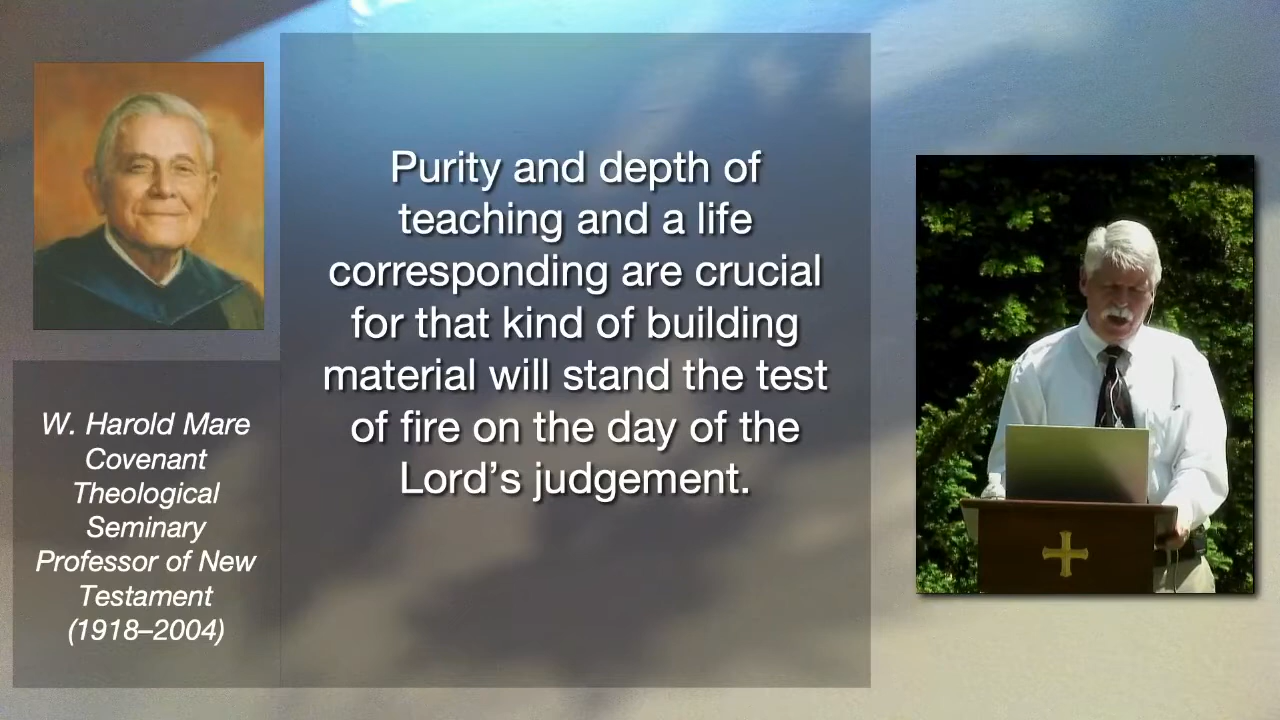 Purity and depth of
teaching and a life
corresponding are crucial
for that kind of building
material will stand the test
of fire on the day of the
Lord’s judgement.
W. Harold Mare
Covenant
Theological
Seminary
Professor of New
Testament
(1918–2004)